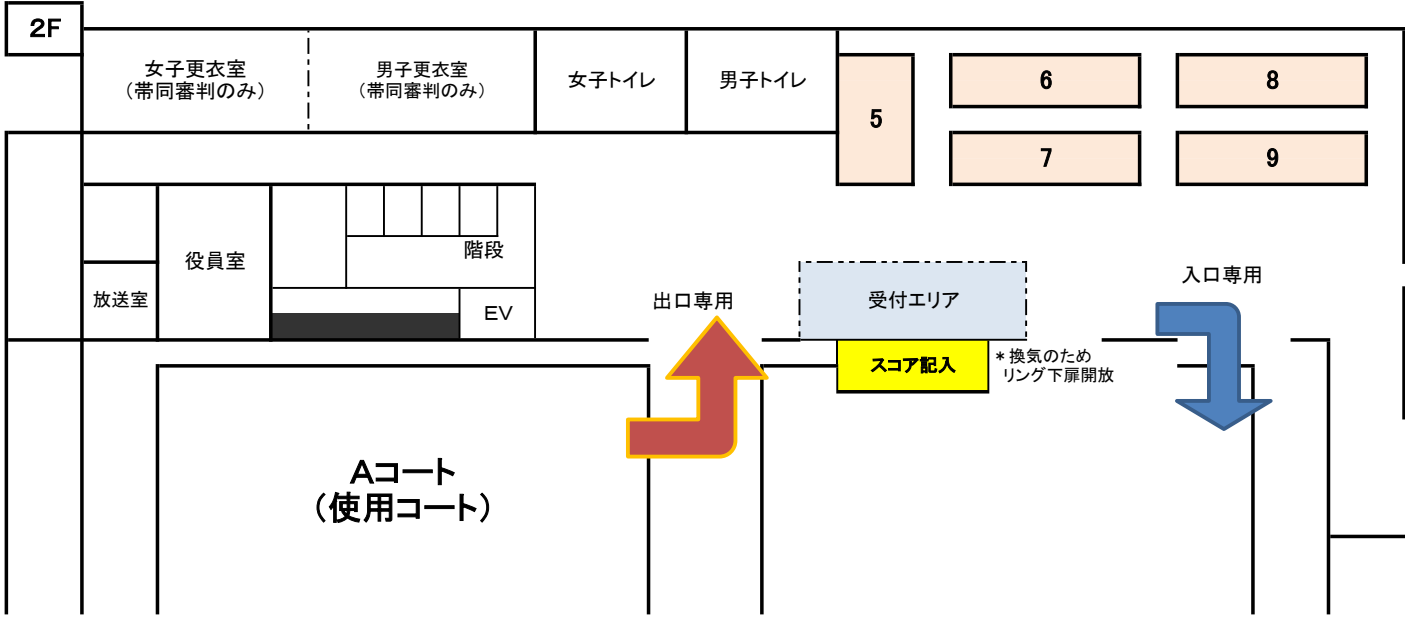 2F
女子更衣室
(帯同審判のみ)
男子更衣室
(帯同審判のみ)
女子トイレ
男子トイレ
5
6
8
7
9
役員室
階段
放送室
EV
出口専用
受付エリア
入口専用
スコア記入
*換気のため
リング下扉開放
Aコート
(使用コート)